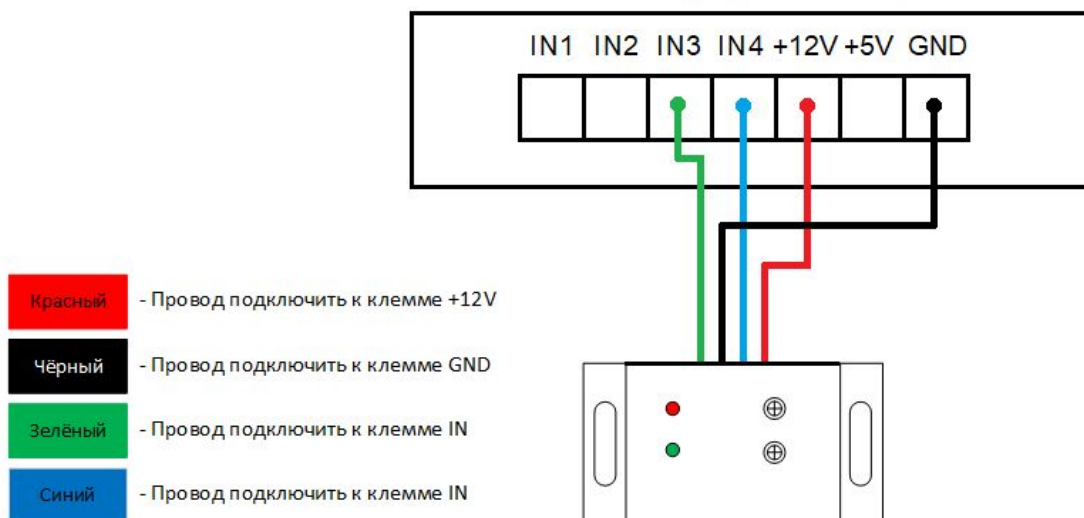 IN1 IN2 IN3 IN4 +12V +5V GND
Красный - Провод подключить к клемме +12V
Чёрный - Провод подключить к клемме GND
Зелёный - Провод подключить к клемме IN
Синий - Провод подключить к клемме IN